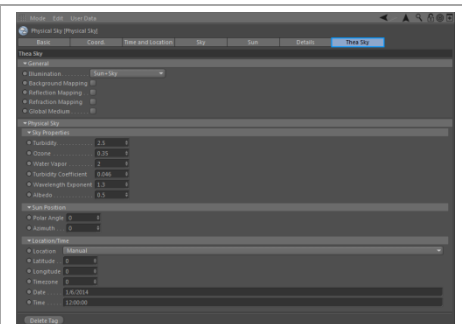 Mode Edit User Data
Physical Sky [Physical Sky]
Basic Coord. Time and Location Sky Sun Details Thea Sky
Thea Sky
General
Illumination Sun+Sky
Background Mapping
Reflection Mapping
Refraction Mapping
Global Medium
Physical Sky
Sky Properties
Turbidity 2.5
Ozone 0.35
Water Vapor 2
Turbidity Coefficient 0.046
Wavelength Exponent 1.3
Albedo 0.5
Sun Position
Polar Angle 0
Azimuth 0
Location/Time
Location Manual
Latitude 0
Longitude 0
Timezone 0
Date 1/6/2014
Time 12:00:00
Delete Tag